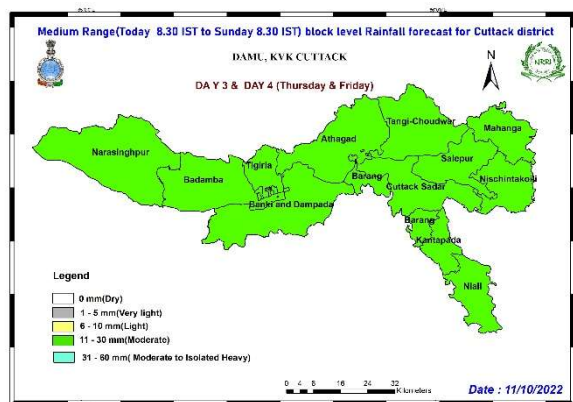 Medium Range(Today 8.30 IST to Sunday 8.30 IST) block level Rainfall forecast for Cuttack district
DAMU, KVK CUTTACK
N
NRRI
DA Y 3 & DAY 4 (Thursday & Friday)
Tangi-Choudwar
Mahanga
Athagad
Narasinghpur
Salepur
Tigiria
Badamba
Barang
Nischintakoili
Cuttack Sadar
Banki and Dampada
Barang
Kantapada
Niali
Legend
0 mm(Dry)
1 - 5 mm(Very light)
6 - 10 mm(Light)
11 - 30 mm(Moderate)
31 - 60 mm( Moderate to Isolated Heavy)
0 4 8 16 24 32
Kilometers
Date : 11/10/2022